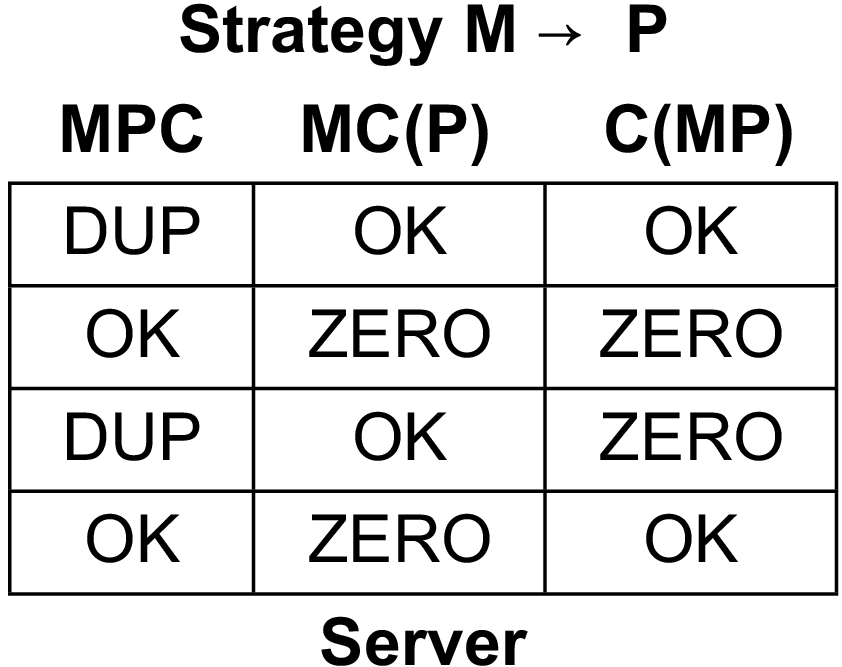 Strategy M → P
MPC MC(P) C(MP)
DUP OK OK
OK ZERO ZERO
DUP OK ZERO
OK ZERO OK
Server